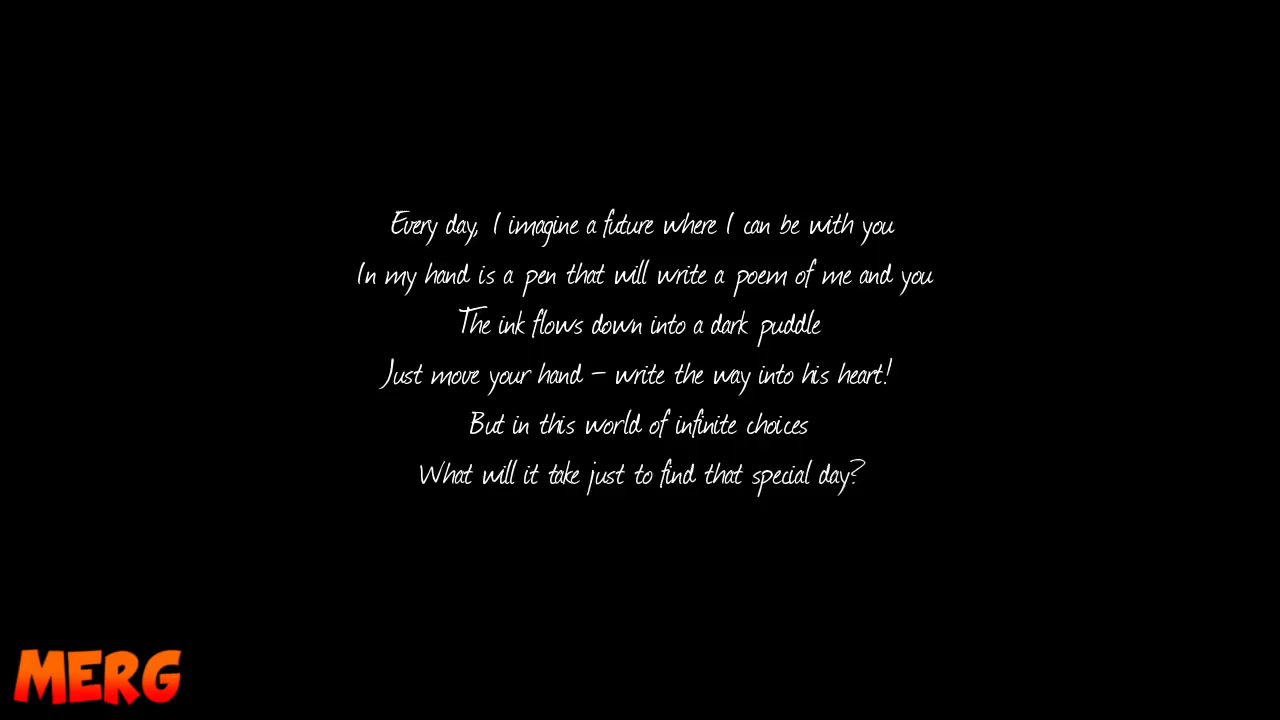 Every day, I imagine a future where I can be with you
In my hand is a pen that will write a poem of me and you
The ink flows down into a dark puddle
Just move your hand - write the way into his heart!
But in this world of infinite choices
What will it take just to find that special day?
MERG